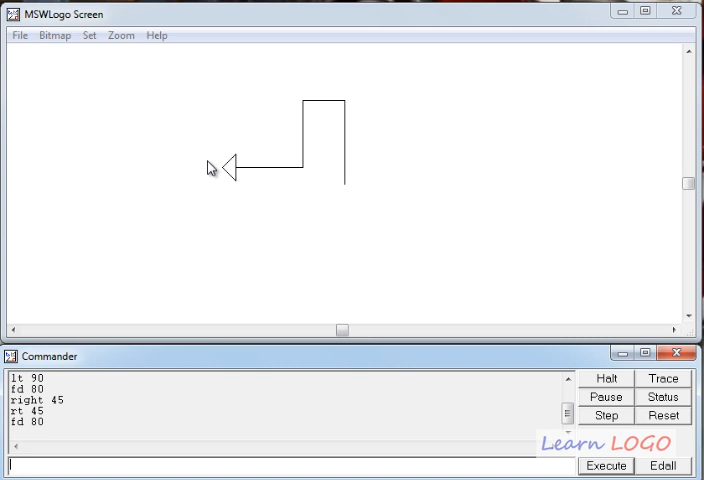 MSWLogo Screen
File Bitmap Set Zoom Help
Commander
lt 90
fd 80
right 45
rt 45
fd 80
Halt Trace
Pause Status
Step Reset
Learn LOGO
Execute Edall